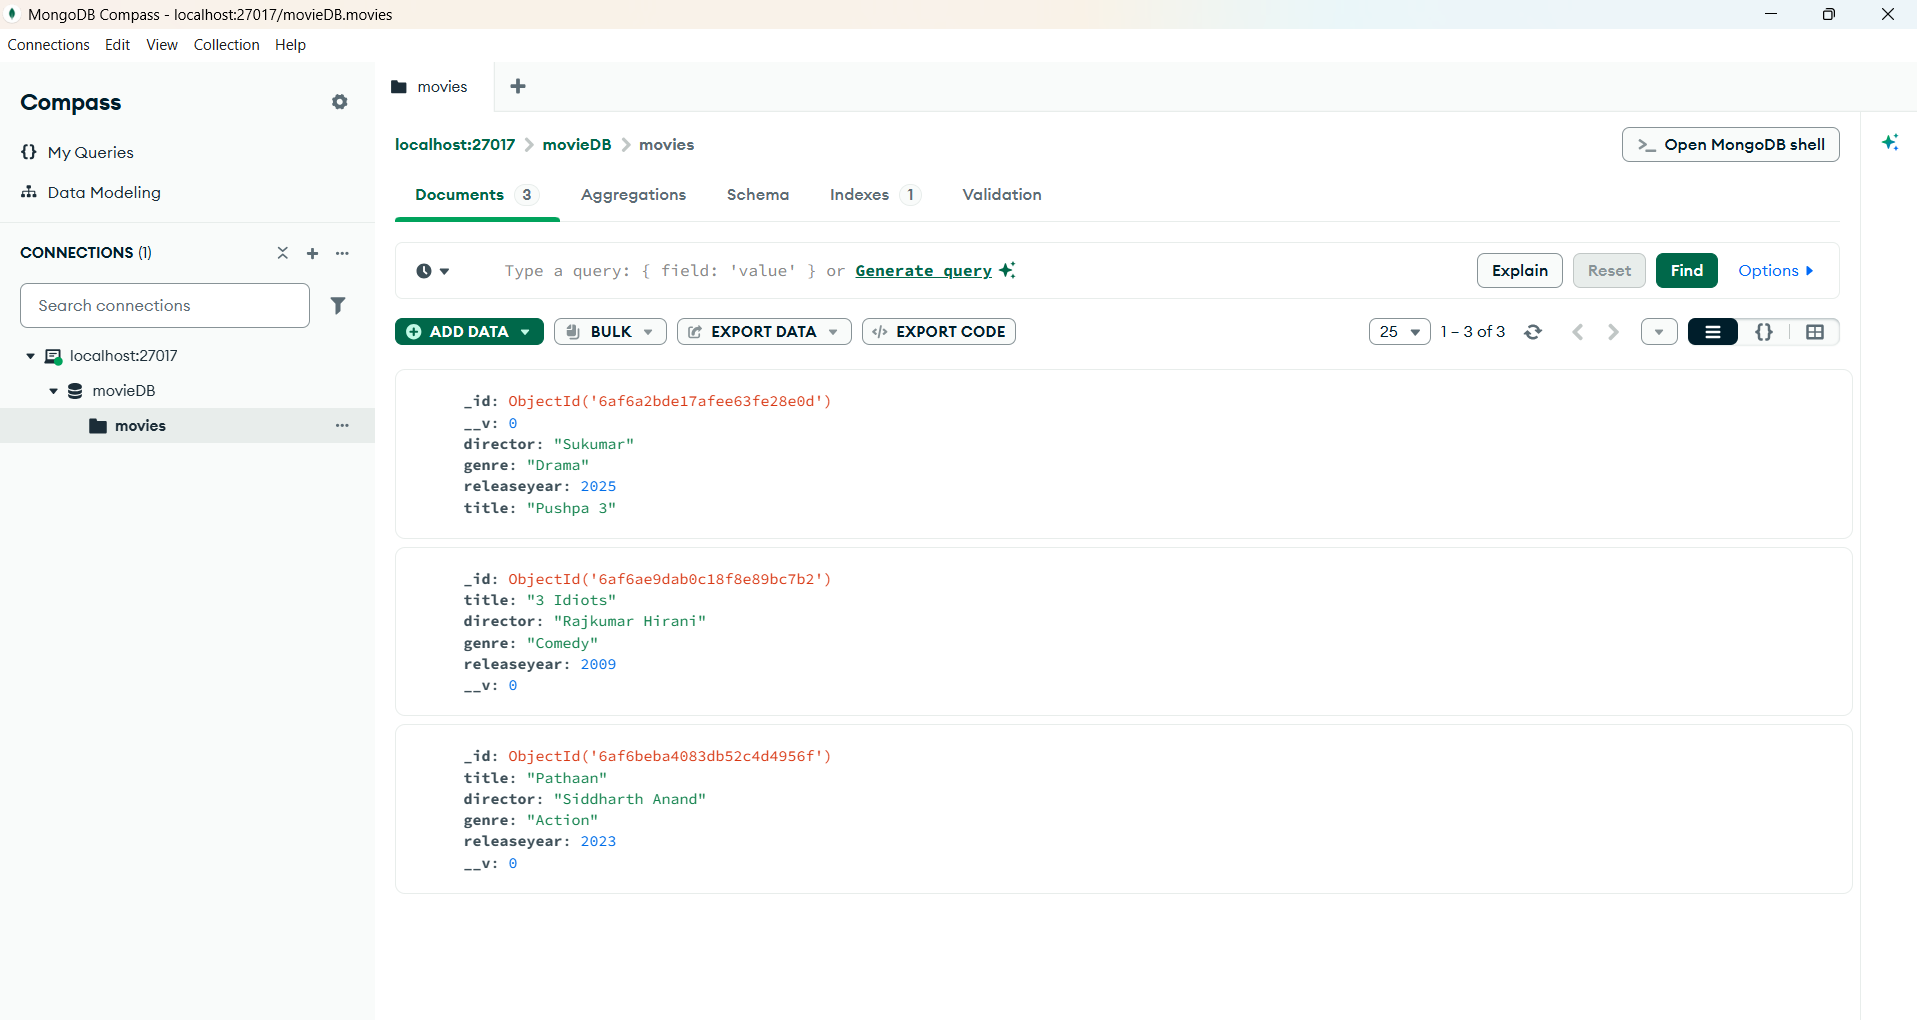 MongoDB Compass - localhost:27017/movieDB.movies
Connections Edit View Collection Help
Compass
My Queries
Data Modeling
CONNECTIONS (1)
Search connections
localhost:27017
movieDB
movies
movies
localhost:27017 movieDB movies
Open MongoDB shell
Documents 3 Aggregations Schema Indexes 1 Validation
Type a query: { field: 'value' } or Generate query
Explain Reset Find Options
ADD DATA BULK EXPORT DATA EXPORT CODE
25 1 – 3 of 3
_id: ObjectId('6af6a2bde17afee63fe28e0d')
__v: 0
director: "Sukumar"
genre: "Drama"
releaseyear: 2025
title: "Pushpa 3"
_id: ObjectId('6af6ae9dab0c18f8e89bc7b2')
title: "3 Idiots"
director: "Rajkumar Hirani"
genre: "Comedy"
releaseyear: 2009
__v: 0
_id: ObjectId('6af6beba4083db52c4d4956f')
title: "Pathaan"
director: "Siddharth Anand"
genre: "Action"
releaseyear: 2023
__v: 0